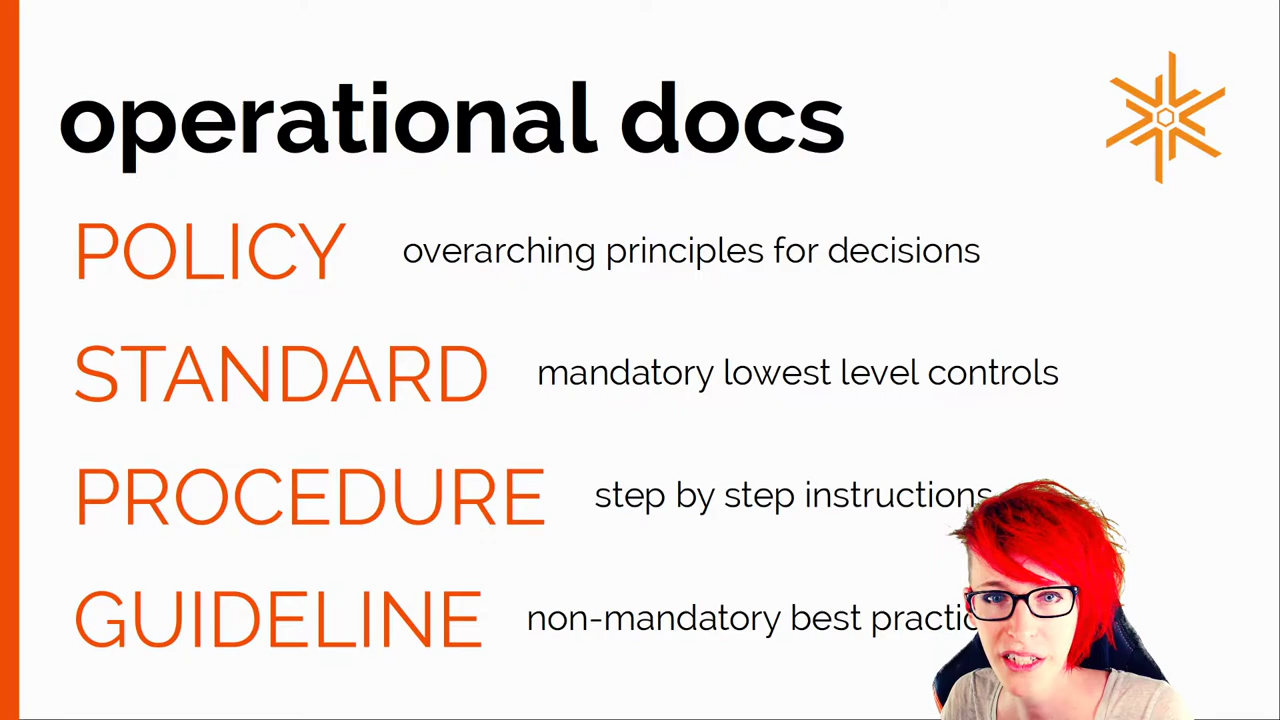 operational docs
POLICY overarching principles for decisions
STANDARD mandatory lowest level controls
PROCEDURE step by step instructions
GUIDELINE non-mandatory best